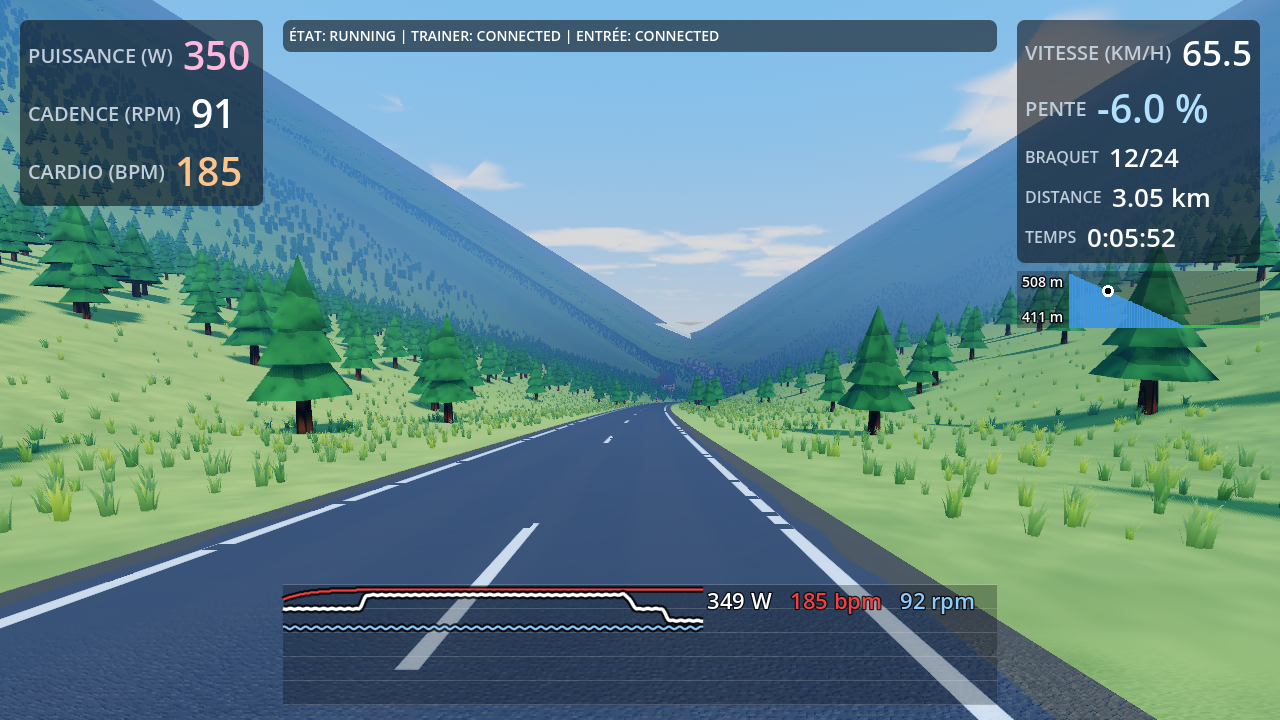 PUISSANCE (W) 350
CADENCE (RPM) 91
CARDIO (BPM) 185
ÉTAT: RUNNING | TRAINER: CONNECTED | ENTRÉE: CONNECTED
VITESSE (KM/H) 65.5
PENTE -6.0 %
BRAQUET 12/24
DISTANCE 3.05 km
TEMPS 0:05:52
508 m
411 m
349 W 185 bpm 92 rpm